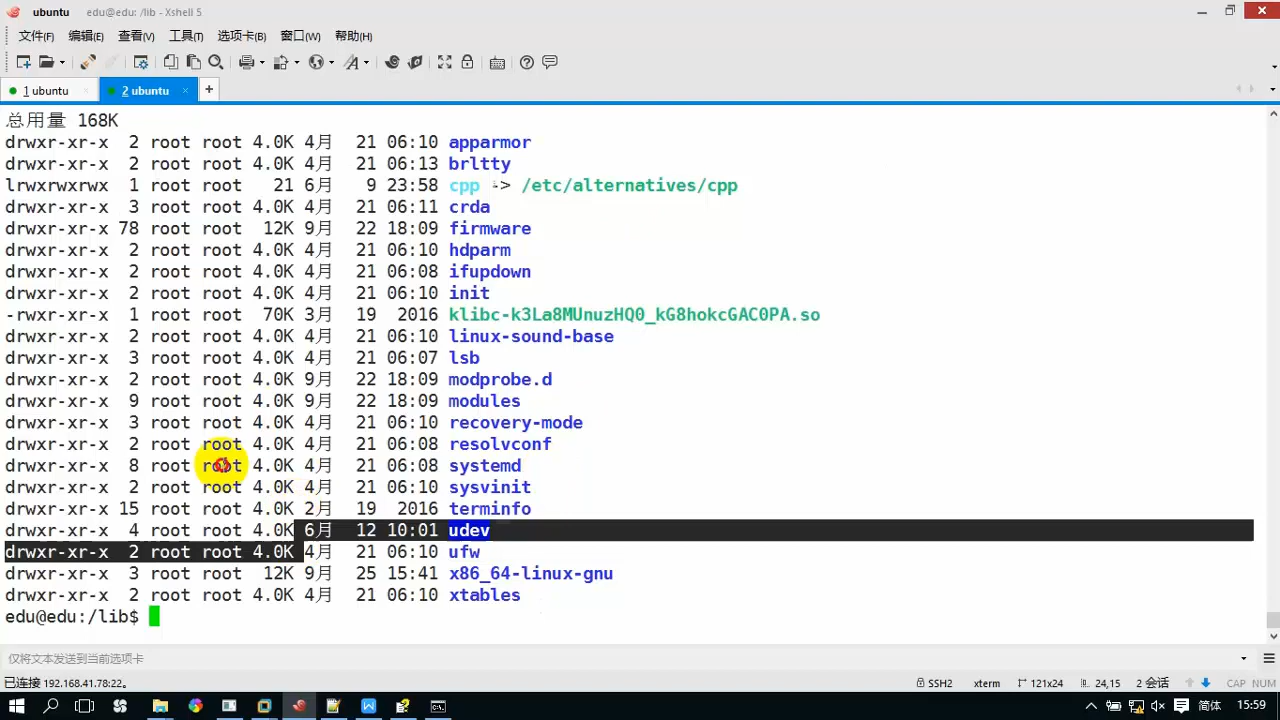 ubuntu edu@edu: /lib - Xshell 5
文件(F) 编辑(E) 查看(V) 工具(T) 选项卡(B) 窗口(W) 帮助(H)
1 ubuntu × 2 ubuntu × +
总用量 168K
drwxr-xr-x 2 root root 4.0K 4月 21 06:10 apparmor
drwxr-xr-x 2 root root 4.0K 4月 21 06:13 brltty
lrwxrwxrwx 1 root root 21 6月 9 23:58 cpp -> /etc/alternatives/cpp
drwxr-xr-x 3 root root 4.0K 4月 21 06:11 crda
drwxr-xr-x 78 root root 12K 9月 22 18:09 firmware
drwxr-xr-x 2 root root 4.0K 4月 21 06:10 hdparm
drwxr-xr-x 2 root root 4.0K 4月 21 06:08 ifupdown
drwxr-xr-x 2 root root 4.0K 4月 21 06:10 init
-rwxr-xr-x 1 root root 70K 3月 19 2016 klibc-k3La8MUnuzHQ0_kG8hokcGAC0PA.so
drwxr-xr-x 2 root root 4.0K 4月 21 06:10 linux-sound-base
drwxr-xr-x 3 root root 4.0K 4月 21 06:07 lsb
drwxr-xr-x 2 root root 4.0K 9月 22 18:09 modprobe.d
drwxr-xr-x 9 root root 4.0K 9月 22 18:09 modules
drwxr-xr-x 3 root root 4.0K 4月 21 06:10 recovery-mode
drwxr-xr-x 2 root root 4.0K 4月 21 06:08 resolvconf
drwxr-xr-x 8 root root 4.0K 4月 21 06:08 systemd
drwxr-xr-x 2 root root 4.0K 4月 21 06:10 sysvinit
drwxr-xr-x 15 root root 4.0K 2月 19 2016 terminfo
drwxr-xr-x 4 root root 4.0K 6月 12 10:01 udev
drwxr-xr-x 2 root root 4.0K 4月 21 06:10 ufw
drwxr-xr-x 3 root root 12K 9月 25 15:41 x86_64-linux-gnu
drwxr-xr-x 2 root root 4.0K 4月 21 06:10 xtables
edu@edu:/lib$
仅将文本发送到当前选项卡
已连接 192.168.41.78:22。 SSH2 xterm 121x24 24,15 2 会话 CAP NUM
简体 15:59